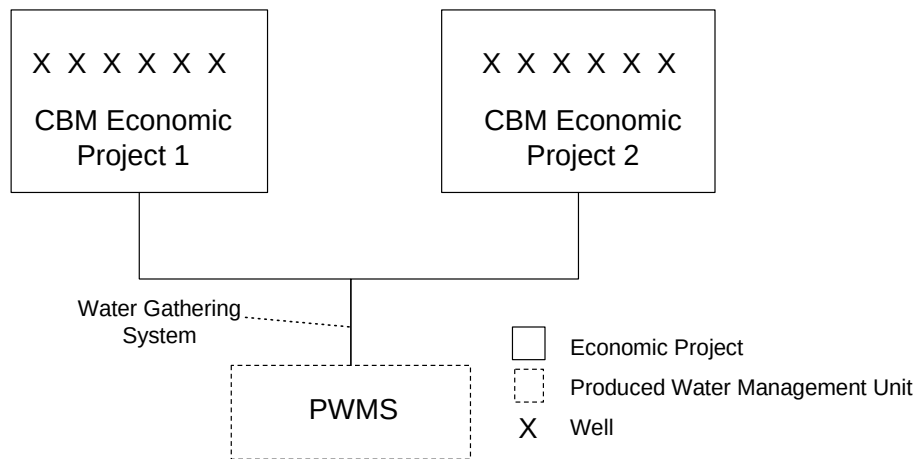 X X X X X X
CBM Economic
Project 1
X X X X X X
CBM Economic
Project 2
Water Gathering
System
PWMS
Economic Project
Produced Water Management Unit
X Well